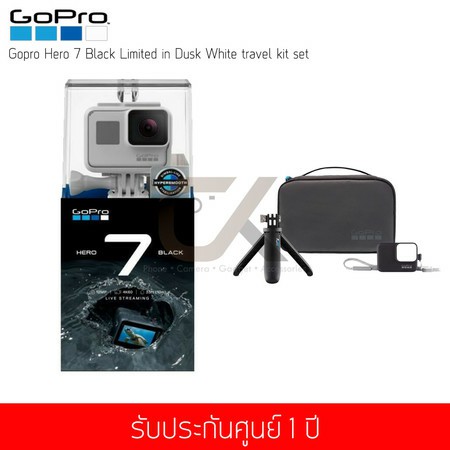 GoPro
Gopro Hero 7 Black Limited in Dusk White travel kit set
HYPERSMOOTH
GoPro
HERO 7 BLACK
LIVE STREAMING
รับประกันศูนย์ 1 ปี